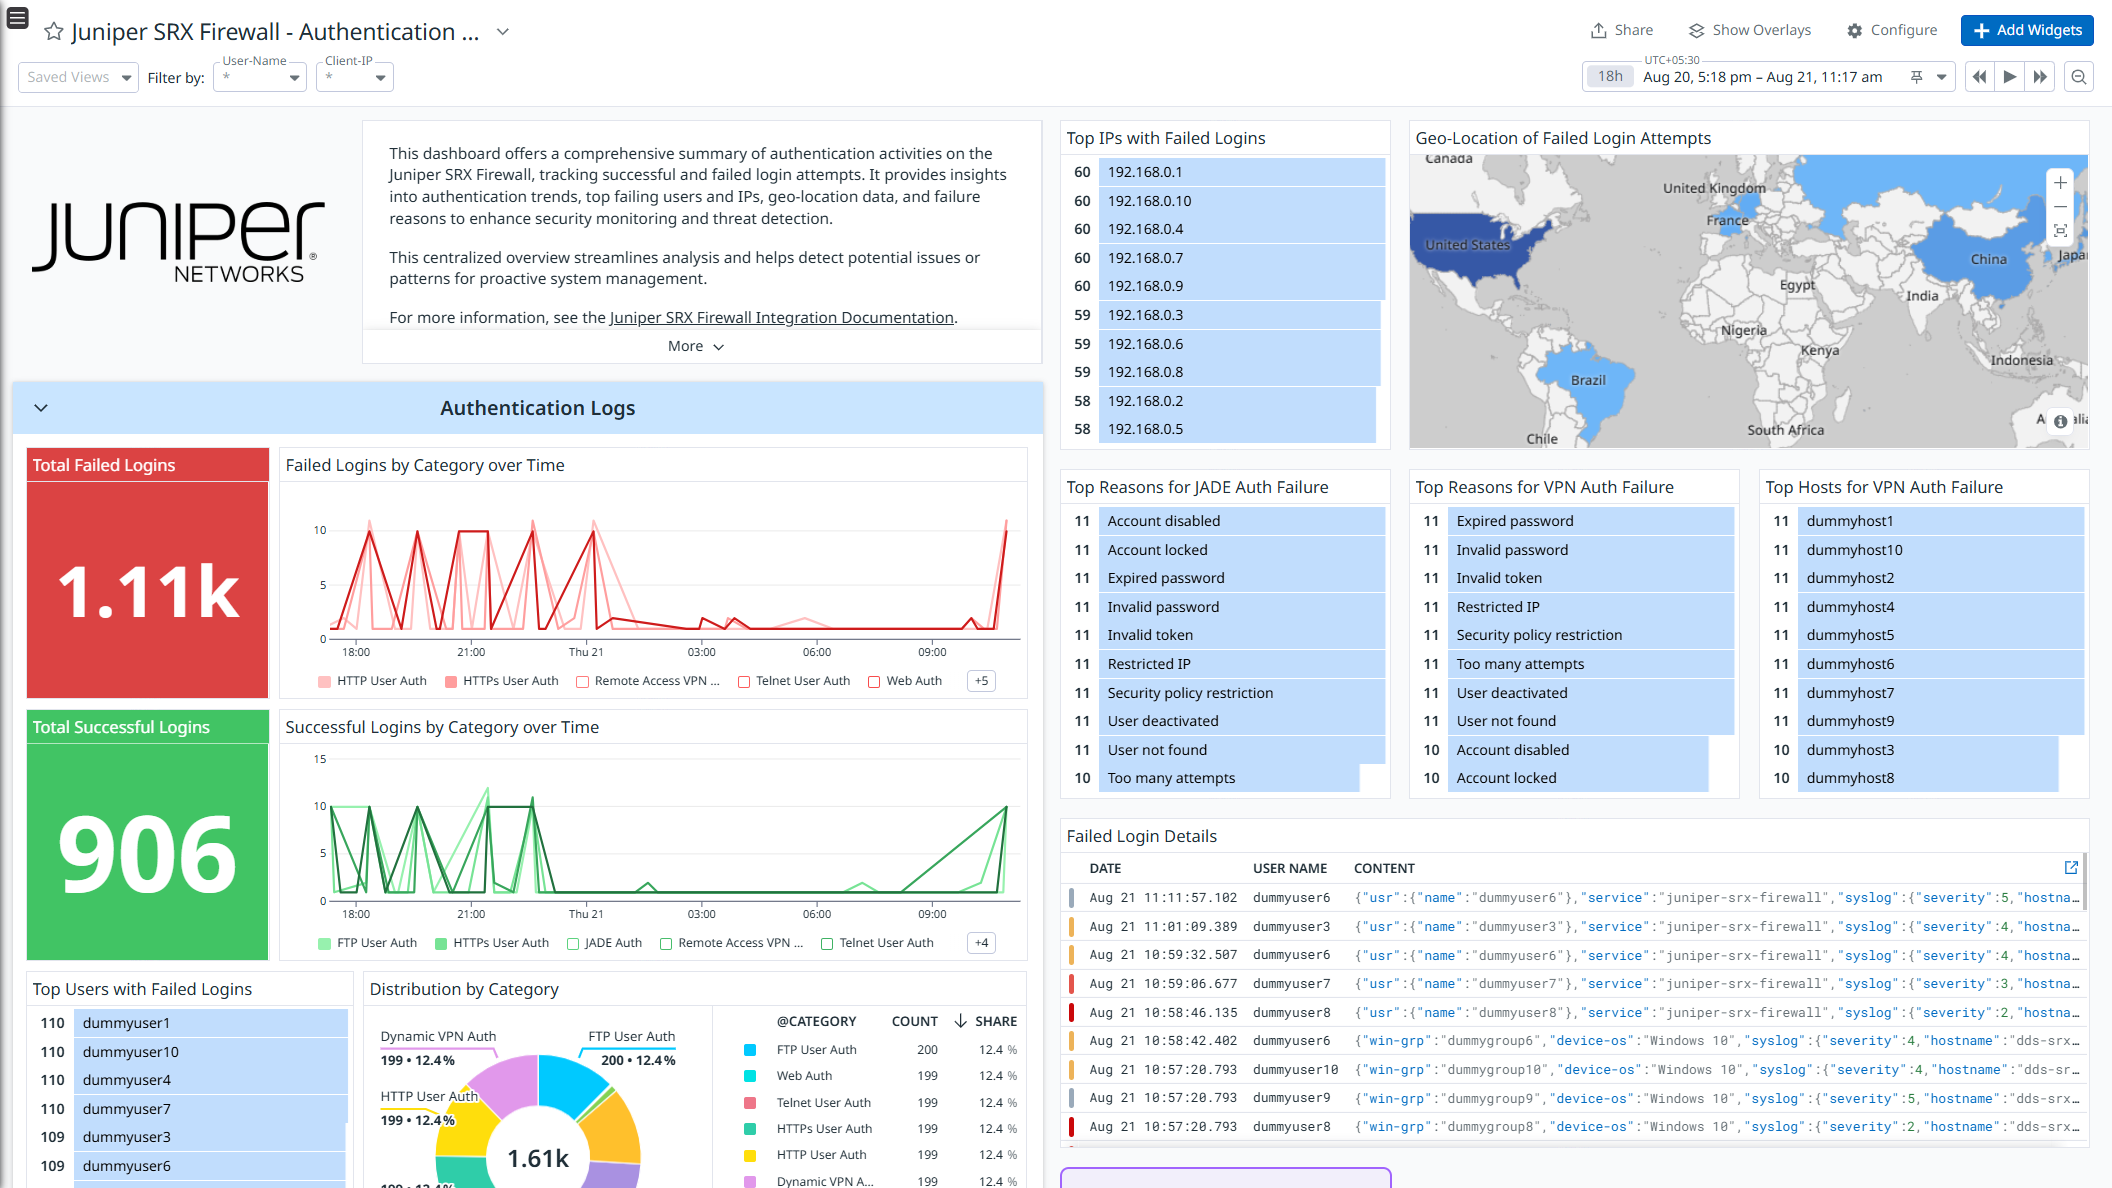 Juniper SRX Firewall - Authentication ...
Share
Show Overlays
Configure
Add Widgets
Saved Views
Filter by:
User-Name
*
Client-IP
*
UTC+05:30
18h
Aug 20, 5:18 pm – Aug 21, 11:17 am
JUNIPer®
NETWORKS
This dashboard offers a comprehensive summary of authentication activities on the
Juniper SRX Firewall, tracking successful and failed login attempts. It provides insights
into authentication trends, top failing users and IPs, geo-location data, and failure
reasons to enhance security monitoring and threat detection.
This centralized overview streamlines analysis and helps detect potential issues or
patterns for proactive system management.
For more information, see the Juniper SRX Firewall Integration Documentation.
More
Authentication Logs
Total Failed Logins
1.11k
Failed Logins by Category over Time
10
5
0
18:00 21:00 Thu 21 03:00 06:00 09:00
HTTP User Auth HTTPs User Auth Remote Access VPN ... Telnet User Auth Web Auth +5
Total Successful Logins
906
Successful Logins by Category over Time
15
10
5
0
18:00 21:00 Thu 21 03:00 06:00 09:00
FTP User Auth HTTPs User Auth JADE Auth Remote Access VPN ... Telnet User Auth +4
Top Users with Failed Logins
110 dummyuser1
110 dummyuser10
110 dummyuser4
110 dummyuser7
109 dummyuser3
109 dummyuser6
Distribution by Category
Dynamic VPN Auth
199 • 12.4%
FTP User Auth
200 • 12.4%
HTTP User Auth
199 • 12.4%
1.61k
@CATEGORY COUNT SHARE
FTP User Auth 200 12.4 %
Web Auth 199 12.4 %
Telnet User Auth 199 12.4 %
HTTPs User Auth 199 12.4 %
HTTP User Auth 199 12.4 %
Dynamic VPN A... 199 12.4 %
Top IPs with Failed Logins
60 192.168.0.1
60 192.168.0.10
60 192.168.0.4
60 192.168.0.7
60 192.168.0.9
59 192.168.0.3
59 192.168.0.6
59 192.168.0.8
58 192.168.0.2
58 192.168.0.5
Geo-Location of Failed Login Attempts
Canada
United Kingdom
France
United States
China
Japa
Egypt
India
Nigeria
Kenya
Indonesia
Brazil
South Africa
Chile
Top Reasons for JADE Auth Failure
11 Account disabled
11 Account locked
11 Expired password
11 Invalid password
11 Invalid token
11 Restricted IP
11 Security policy restriction
11 User deactivated
11 User not found
10 Too many attempts
Top Reasons for VPN Auth Failure
11 Expired password
11 Invalid password
11 Invalid token
11 Restricted IP
11 Security policy restriction
11 Too many attempts
11 User deactivated
11 User not found
10 Account disabled
10 Account locked
Top Hosts for VPN Auth Failure
11 dummyhost1
11 dummyhost10
11 dummyhost2
11 dummyhost4
11 dummyhost5
11 dummyhost6
11 dummyhost7
11 dummyhost9
10 dummyhost3
10 dummyhost8
Failed Login Details
DATE USER NAME CONTENT
Aug 21 11:11:57.102 dummyuser6 {"usr":{"name":"dummyuser6"},"service":"juniper-srx-firewall","syslog":{"severity":5,"hostna…
Aug 21 11:01:09.389 dummyuser3 {"usr":{"name":"dummyuser3"},"service":"juniper-srx-firewall","syslog":{"severity":4,"hostna…
Aug 21 10:59:32.507 dummyuser6 {"usr":{"name":"dummyuser6"},"service":"juniper-srx-firewall","syslog":{"severity":4,"hostna…
Aug 21 10:59:06.677 dummyuser7 {"usr":{"name":"dummyuser7"},"service":"juniper-srx-firewall","syslog":{"severity":3,"hostna…
Aug 21 10:58:46.135 dummyuser8 {"usr":{"name":"dummyuser8"},"service":"juniper-srx-firewall","syslog":{"severity":2,"hostna…
Aug 21 10:58:42.402 dummyuser6 {"win-grp":"dummygroup6","device-os":"Windows 10","syslog":{"severity":4,"hostname":"dds-srx…
Aug 21 10:57:20.793 dummyuser10 {"win-grp":"dummygroup10","device-os":"Windows 10","syslog":{"severity":4,"hostname":"dds-sr…
Aug 21 10:57:20.793 dummyuser9 {"win-grp":"dummygroup9","device-os":"Windows 10","syslog":{"severity":5,"hostname":"dds-srx…
Aug 21 10:57:20.793 dummyuser8 {"win-grp":"dummygroup8","device-os":"Windows 10","syslog":{"severity":2,"hostname":"dds-srx…